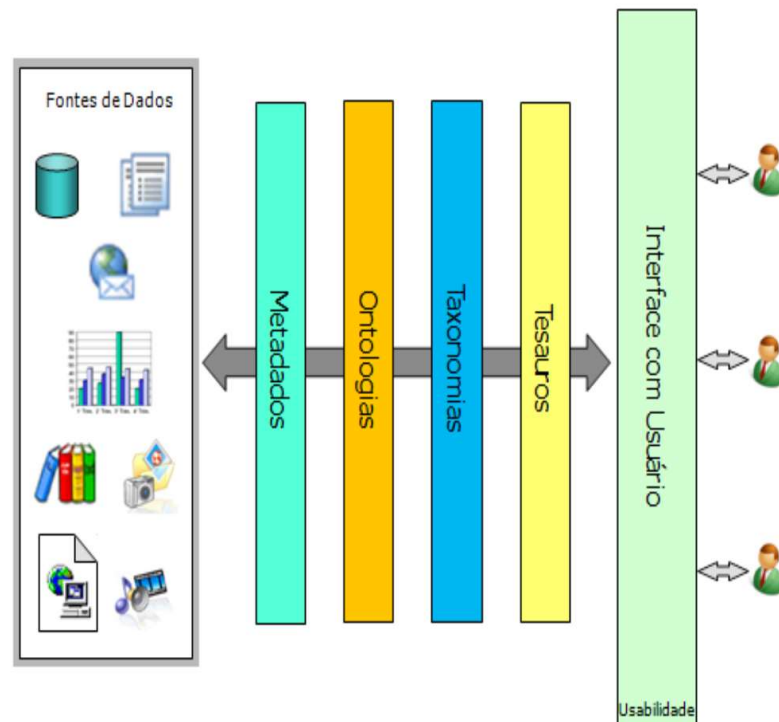 Fontes de Dados
Metadados
Ontologias
Taxonomias
Tesauros
Interface com Usuário
Usabilidade